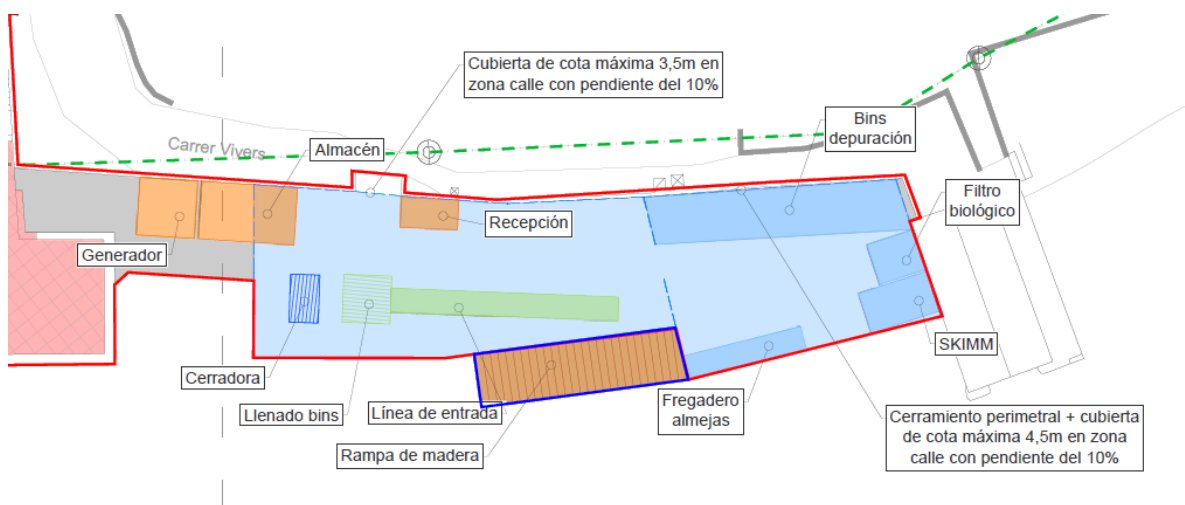 Cubierta de cota máxima 3,5m en
zona calle con pendiente del 10%
Bins
depuración
Carrer Vivers
Almacén
Filtro
biológico
Recepción
Generador
SKIMM
Cerradora
Llenado bins
Línea de entrada
Fregadero
almejas
Rampa de madera
Cerramiento perimetral + cubierta
de cota máxima 4,5m en zona
calle con pendiente del 10%